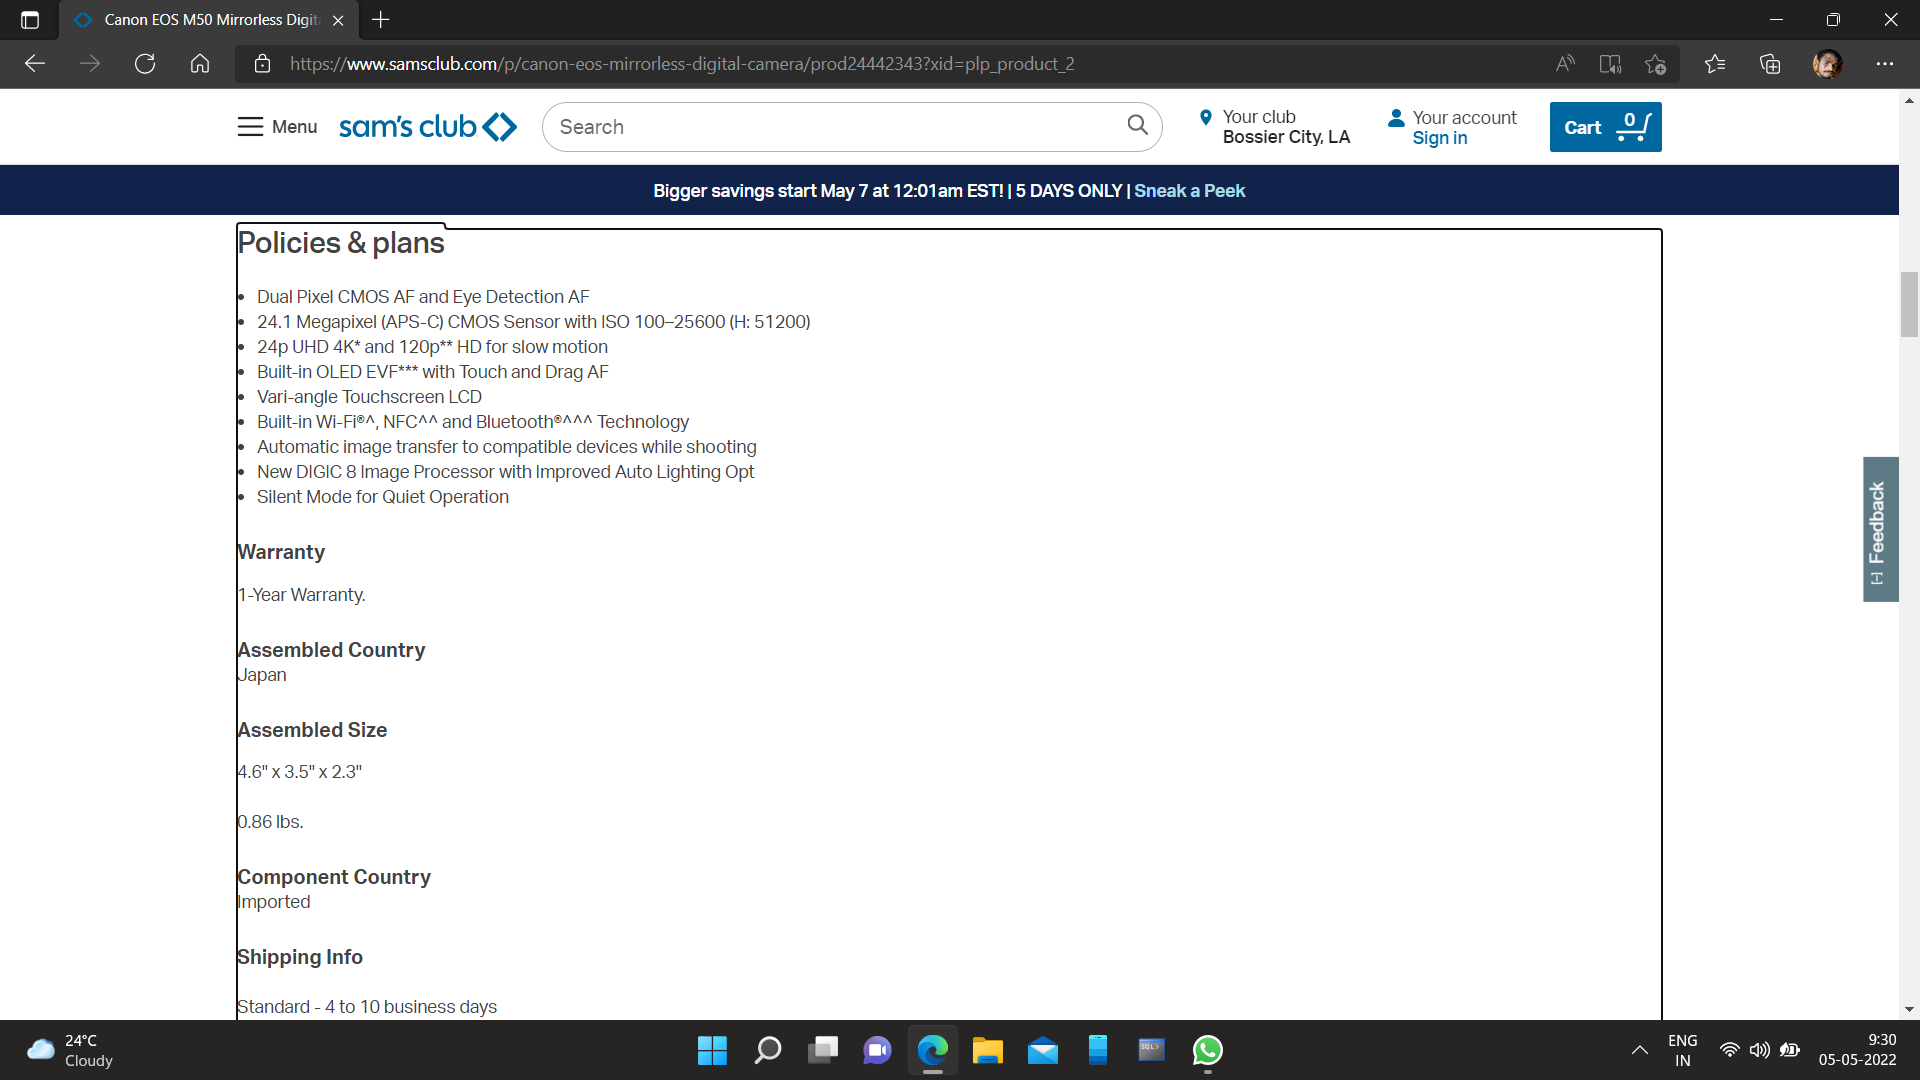 Canon EOS M50 Mirrorless Digit
https://www.samsclub.com/p/canon-eos-mirrorless-digital-camera/prod24442343?xid=plp_product_2
Menu
sam's club
Search
Your club
Bossier City, LA
Your account
Sign in
Cart 0
Bigger savings start May 7 at 12:01am EST! | 5 DAYS ONLY | Sneak a Peek
Policies & plans
• Dual Pixel CMOS AF and Eye Detection AF
• 24.1 Megapixel (APS-C) CMOS Sensor with ISO 100–25600 (H: 51200)
• 24p UHD 4K* and 120p** HD for slow motion
• Built-in OLED EVF*** with Touch and Drag AF
• Vari-angle Touchscreen LCD
• Built-in Wi-Fi®^, NFC^^ and Bluetooth®^^^ Technology
• Automatic image transfer to compatible devices while shooting
• New DIGIC 8 Image Processor with Improved Auto Lighting Opt
• Silent Mode for Quiet Operation
Warranty
1-Year Warranty.
Assembled Country
Japan
Assembled Size
4.6" x 3.5" x 2.3"
0.86 lbs.
Component Country
Imported
Shipping Info
Standard - 4 to 10 business days
[-] Feedback
24°C
Cloudy
SQL>
ENG
IN
9:30
05-05-2022